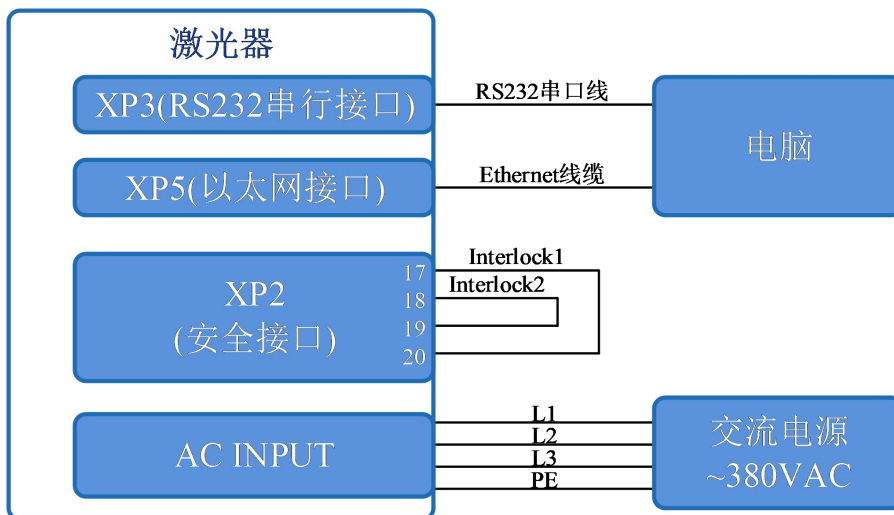 激光器
XP3(RS232串行接口)
RS232串口线
电脑
XP5(以太网接口)
Ethernet线缆
XP2
(安全接口)
17
18
19
20
Interlock1
Interlock2
AC INPUT
L1
L2
L3
PE
交流电源
~380VAC